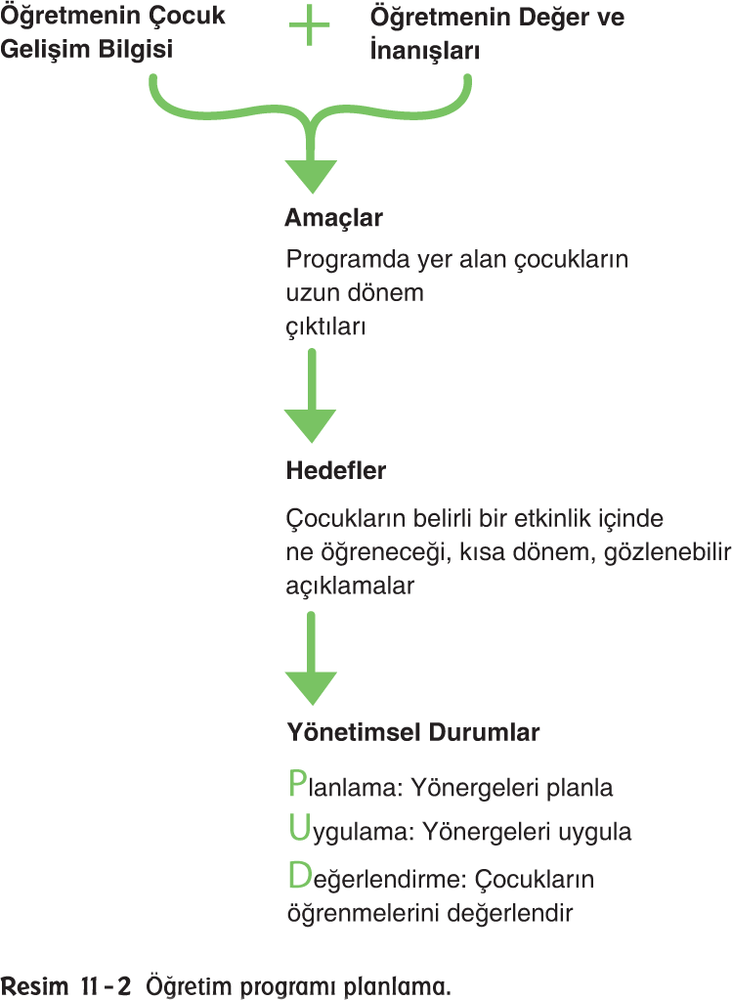 Öğretmenin Çocuk
Gelişim Bilgisi
+
Öğretmenin Değer ve
İnanışları
Amaçlar
Programda yer alan çocukların
uzun dönem
çıktıları
Hedefler
Çocukların belirli bir etkinlik içinde
ne öğreneceği, kısa dönem, gözlenebilir
açıklamalar
Yönetimsel Durumlar
Planlama: Yönergeleri planla
Uygulama: Yönergeleri uygula
Değerlendirme: Çocukların
öğrenmelerini değerlendir
Resim 11-2 Öğretim programı planlama.